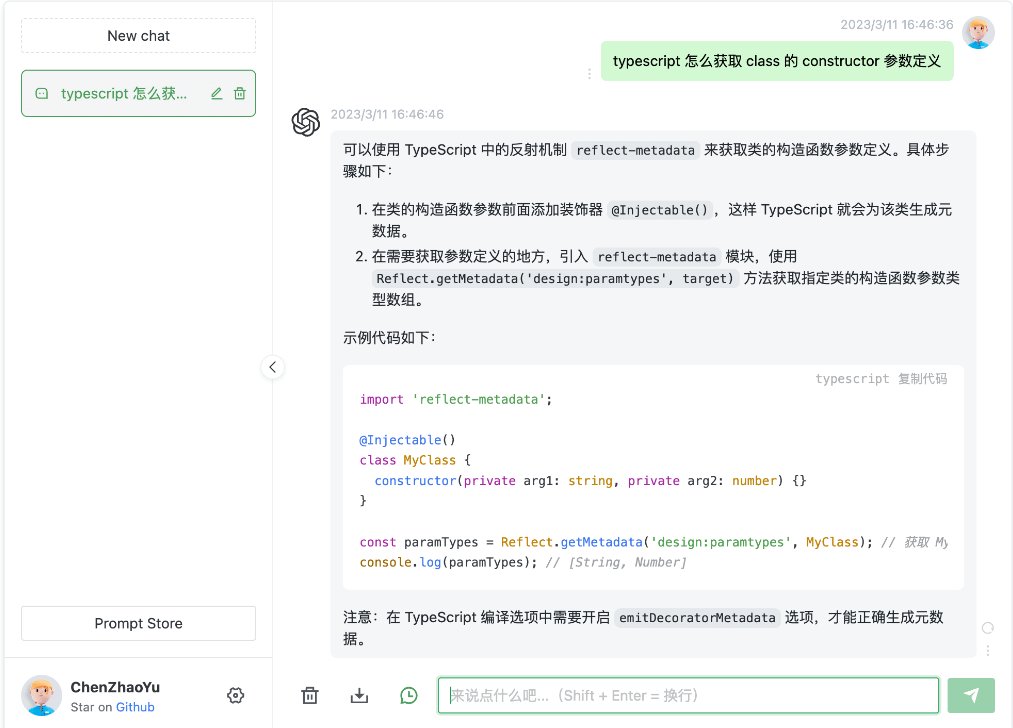 New chat
typescript 怎么获...
Prompt Store
ChenZhaoYu
Star on Github
2023/3/11 16:46:36
typescript 怎么获取 class 的 constructor 参数定义
2023/3/11 16:46:46
可以使用 TypeScript 中的反射机制 reflect-metadata 来获取类的构造函数参数定义。具体步
骤如下：
1. 在类的构造函数参数前面添加装饰器 @Injectable()，这样 TypeScript 就会为该类生成元
数据。
2. 在需要获取参数定义的地方，引入 reflect-metadata 模块，使用
Reflect.getMetadata('design:paramtypes', target) 方法获取指定类的构造函数参数类
型数组。
示例代码如下：
typescript 复制代码
import 'reflect-metadata';
@Injectable()
class MyClass {
constructor(private arg1: string, private arg2: number) {}
}
const paramTypes = Reflect.getMetadata('design:paramtypes', MyClass); // 获取 My
console.log(paramTypes); // [String, Number]
注意：在 TypeScript 编译选项中需要开启 emitDecoratorMetadata 选项，才能正确生成元数
据。
来说点什么吧...（Shift + Enter = 换行）